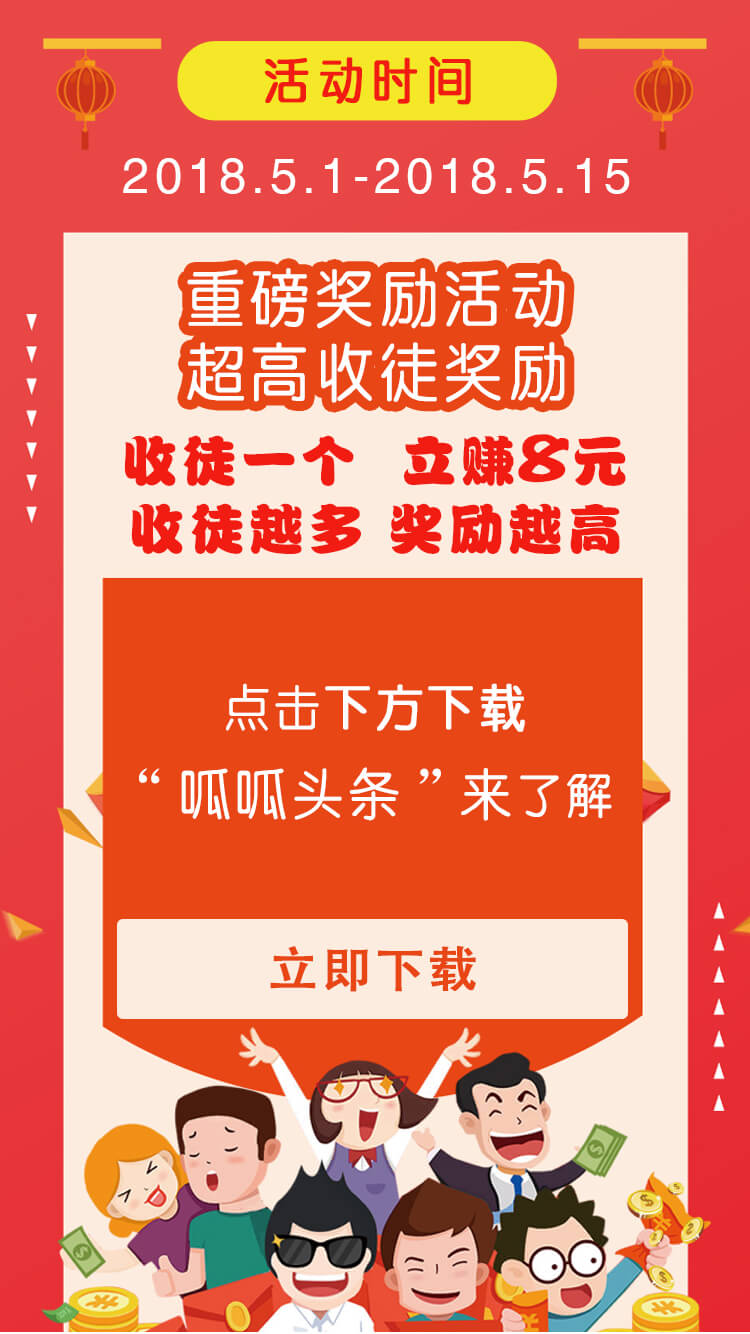 活动时间
2018.5.1-2018.5.15
重磅奖励活动
超高收徒奖励
收徒一个 立赚8元
收徒越多 奖励越高
点击下方下载
“呱呱头条”来了解
立即下载